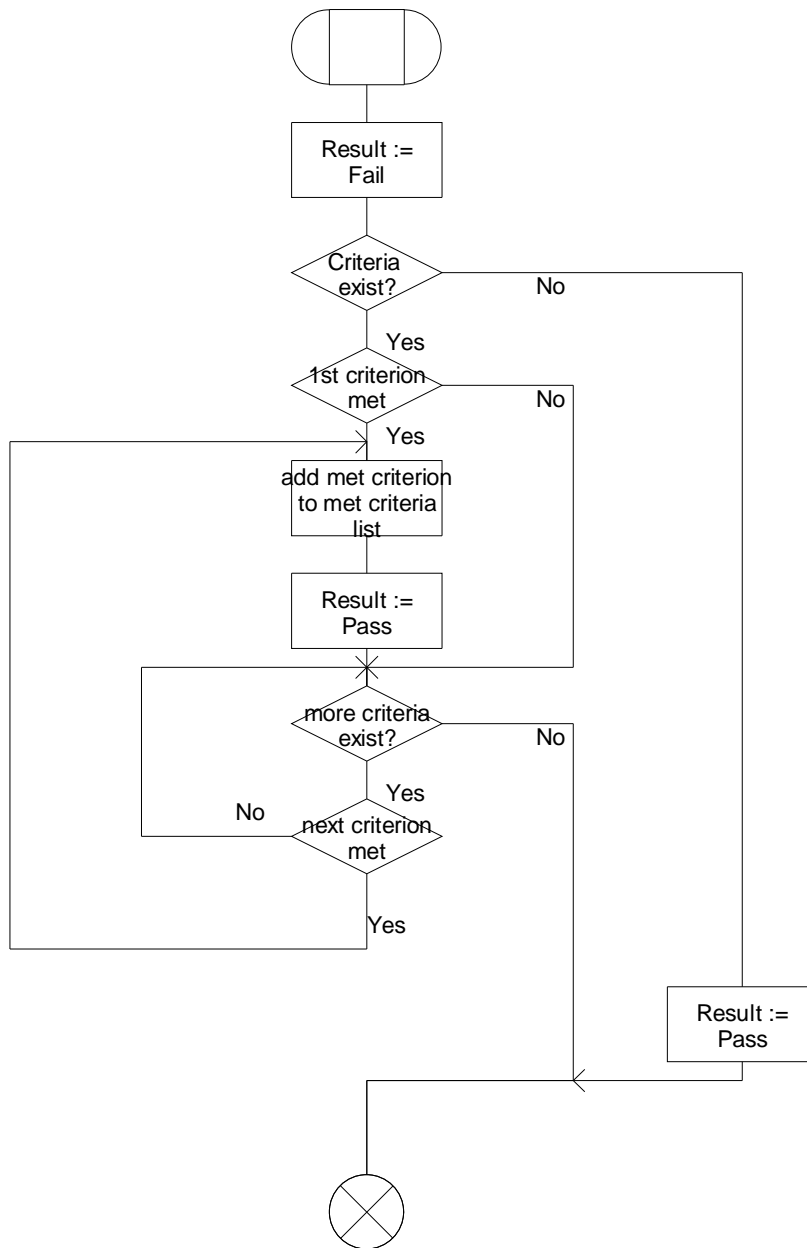 Result :=
Fail
Criteria
exist?
No
Yes
1st criterion
met
No
Yes
add met criterion
to met criteria
list
Result :=
Pass
more criteria
exist?
No
Yes
No
next criterion
met
Yes
Result :=
Pass